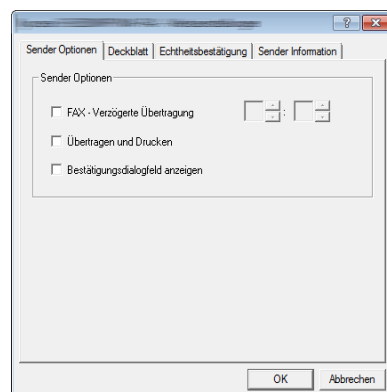 Sender Optionen Deckblatt Echtheitsbestätigung Sender Information
Sender Optionen
FAX - Verzögerte Übertragung :
Übertragen und Drucken
Bestätigungsdialogfeld anzeigen
OK Abbrechen